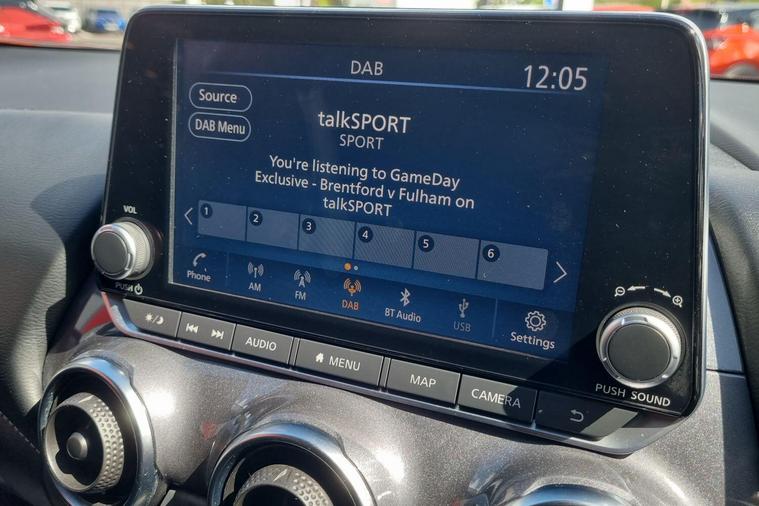 DAB
12:05
Source
talkSPORT
DAB Menu
SPORT
You're listening to GameDay
Exclusive - Brentford v Fulham on
talkSPORT
VOL
1
2
3
4
5
6
PUSH
Phone
AM
FM
DAB
BT Audio
USB
Settings
AUDIO
MENU
MAP
CAMERA
PUSH SOUND